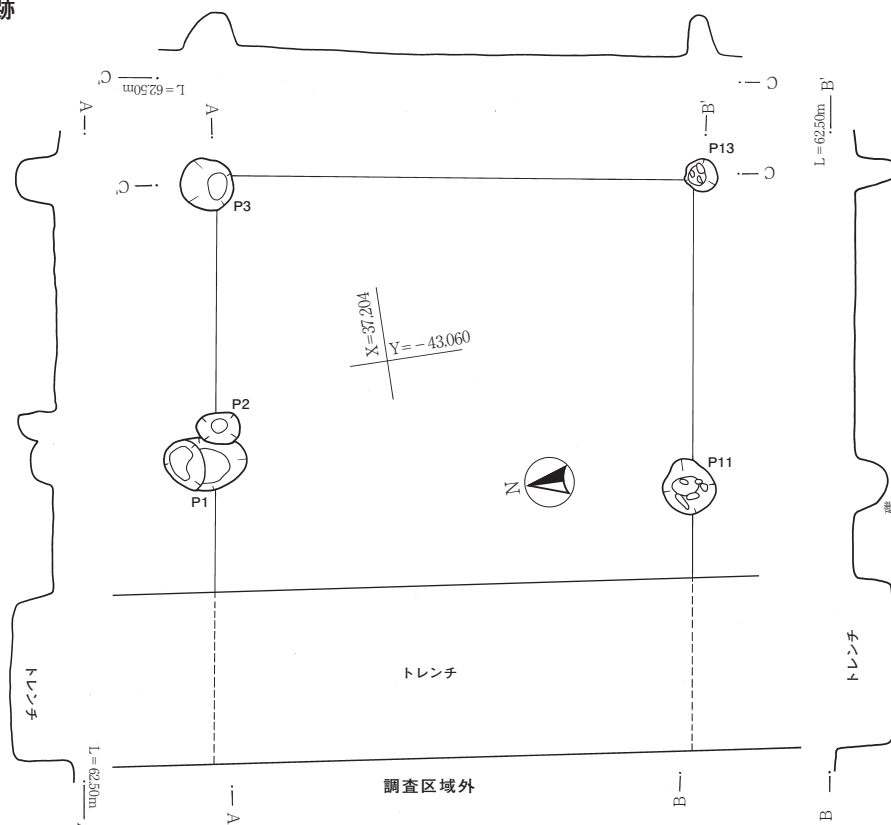 跡
C'
L=62.50m
A
A
B'
C
L=62.50m
B'
P13
C'
C
P3
X=37.204
Y=−43.060
P2
P11
N
P1
礫
トレンチ
トレンチ
トレンチ
L=62.50m
調査区域外
A
B
B